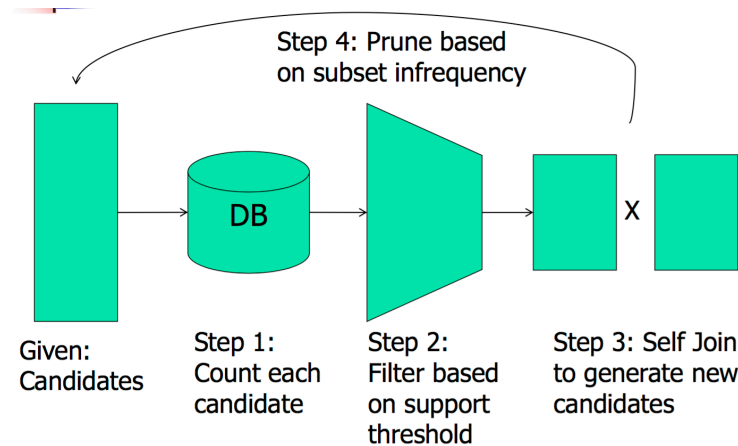 Step 4: Prune based
on subset infrequency
DB
X
Given:
Candidates
Step 1:
Count each
candidate
Step 2:
Filter based
on support
threshold
Step 3: Self Join
to generate new
candidates